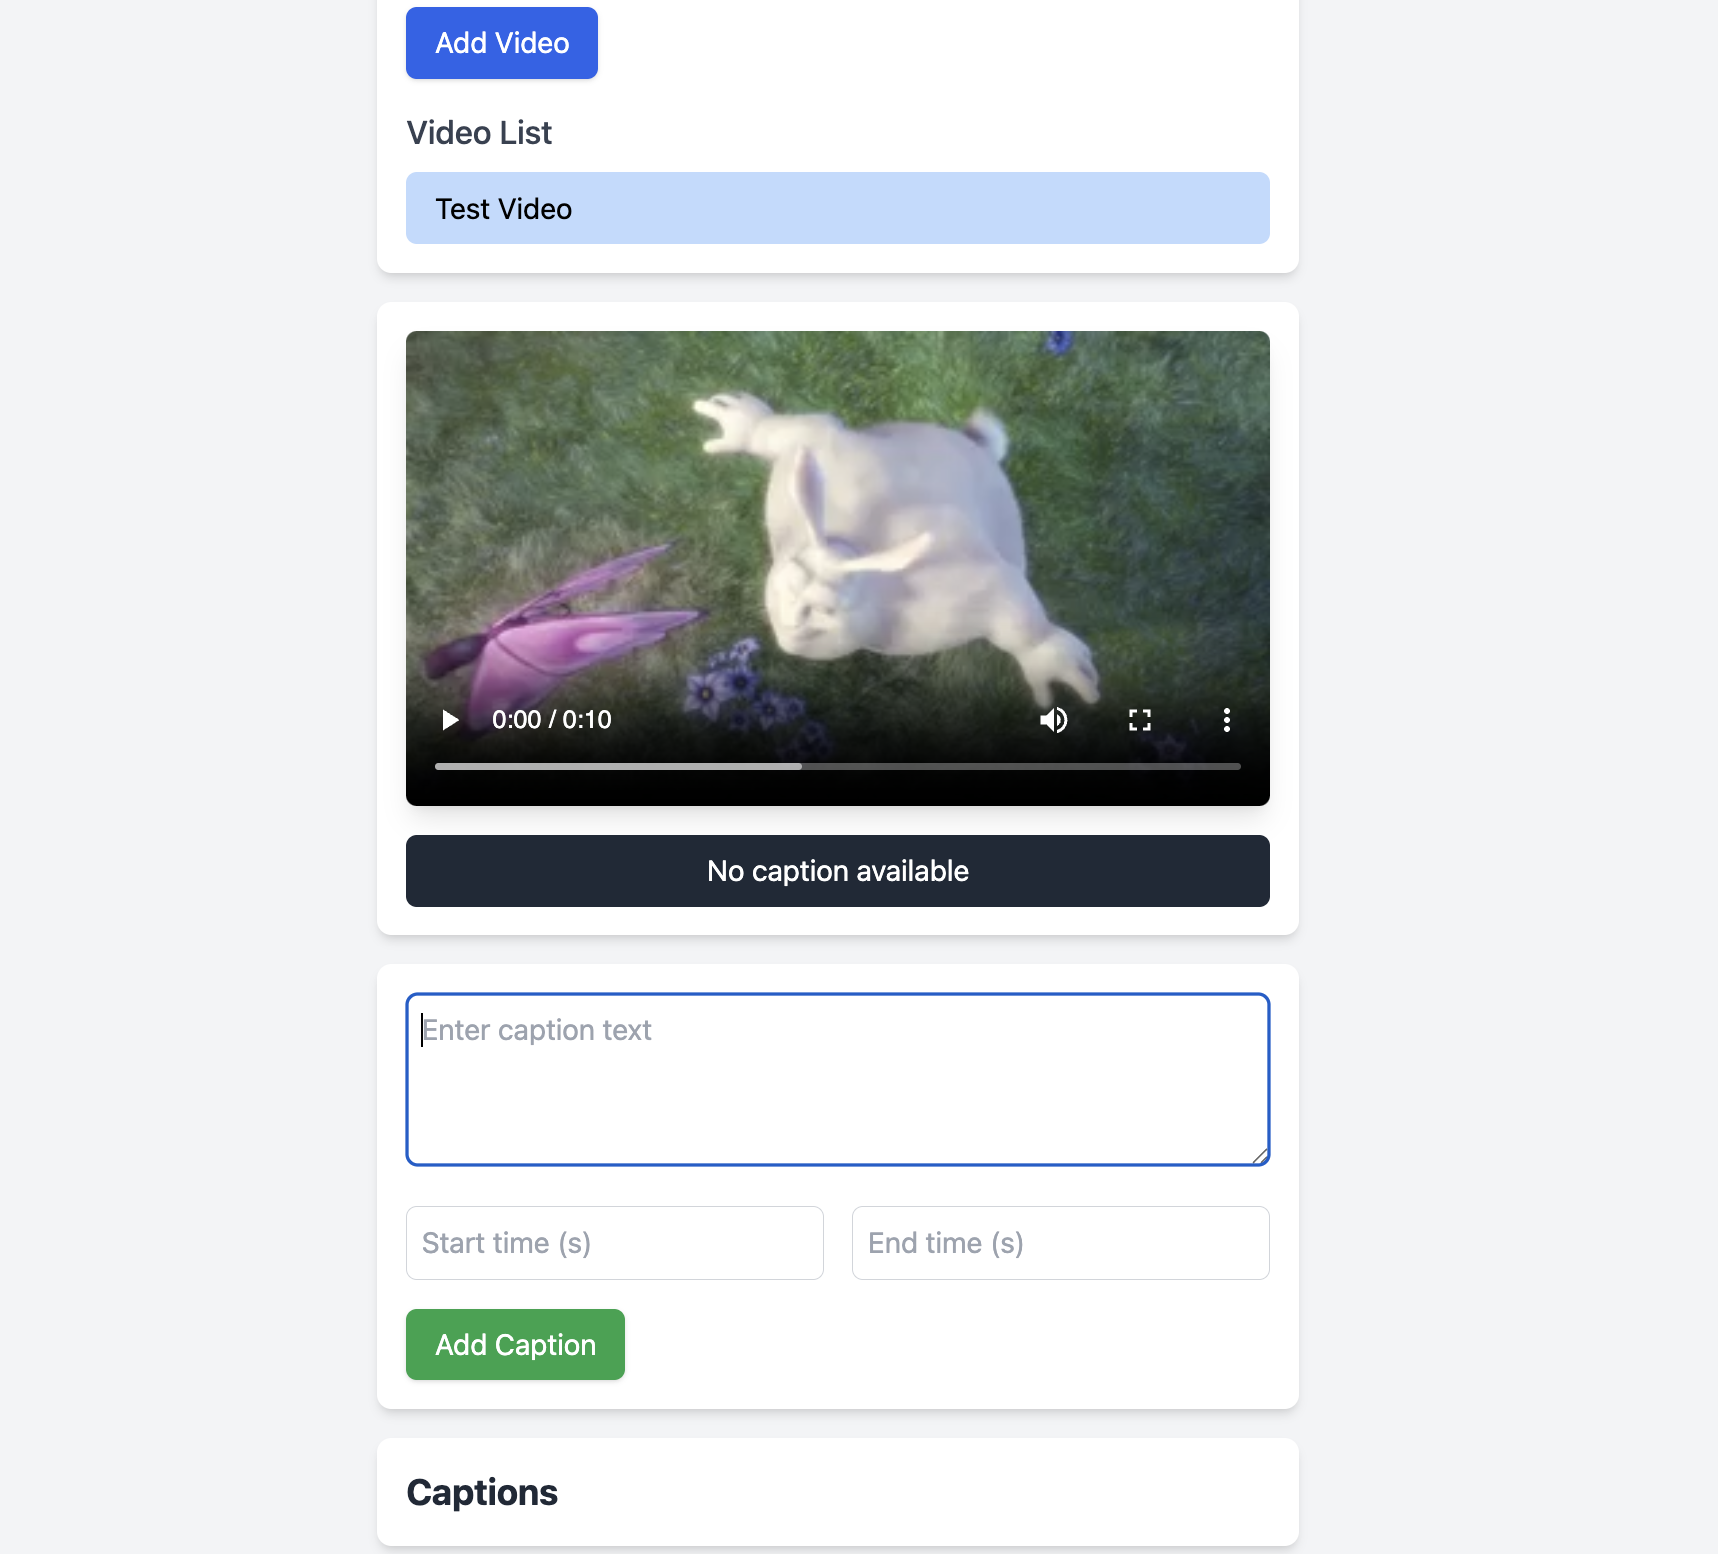 Add Video
Video List
Test Video
0:00 / 0:10
No caption available
Enter caption text
Start time (s)
End time (s)
Add Caption
Captions